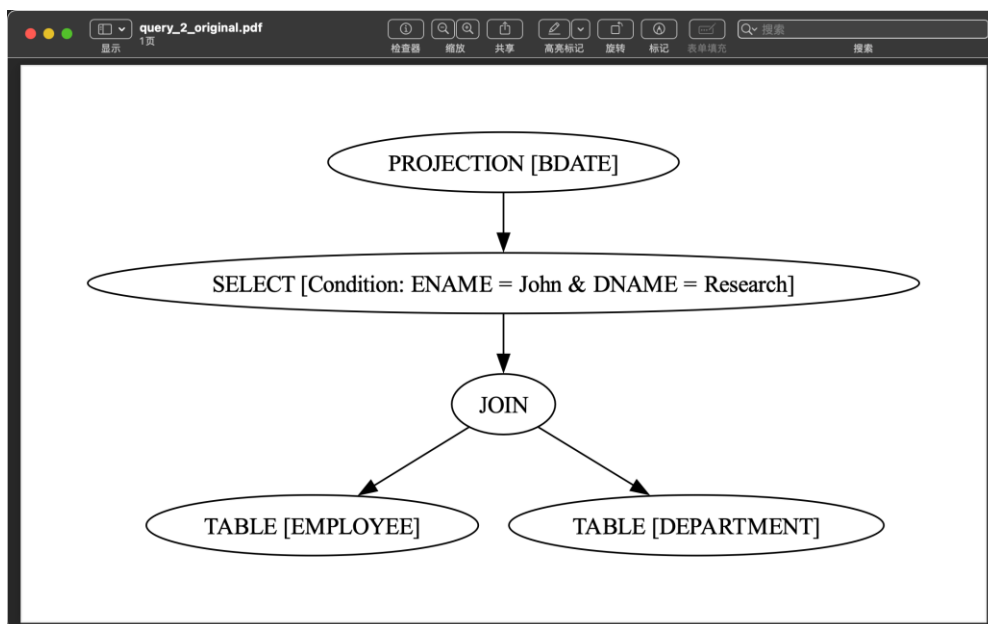 query_2_original.pdf
1页
显示
检查器
缩放
共享
高亮标记
旋转
标记
表单填充
搜索
搜索
PROJECTION [BDATE]
SELECT [Condition: ENAME = John & DNAME = Research]
JOIN
TABLE [EMPLOYEE]
TABLE [DEPARTMENT]